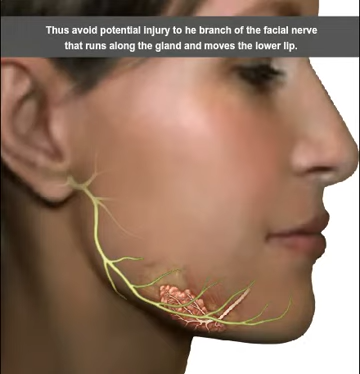 Thus avoid potential injury to he branch of the facial nerve
that runs along the gland and moves the lower lip.